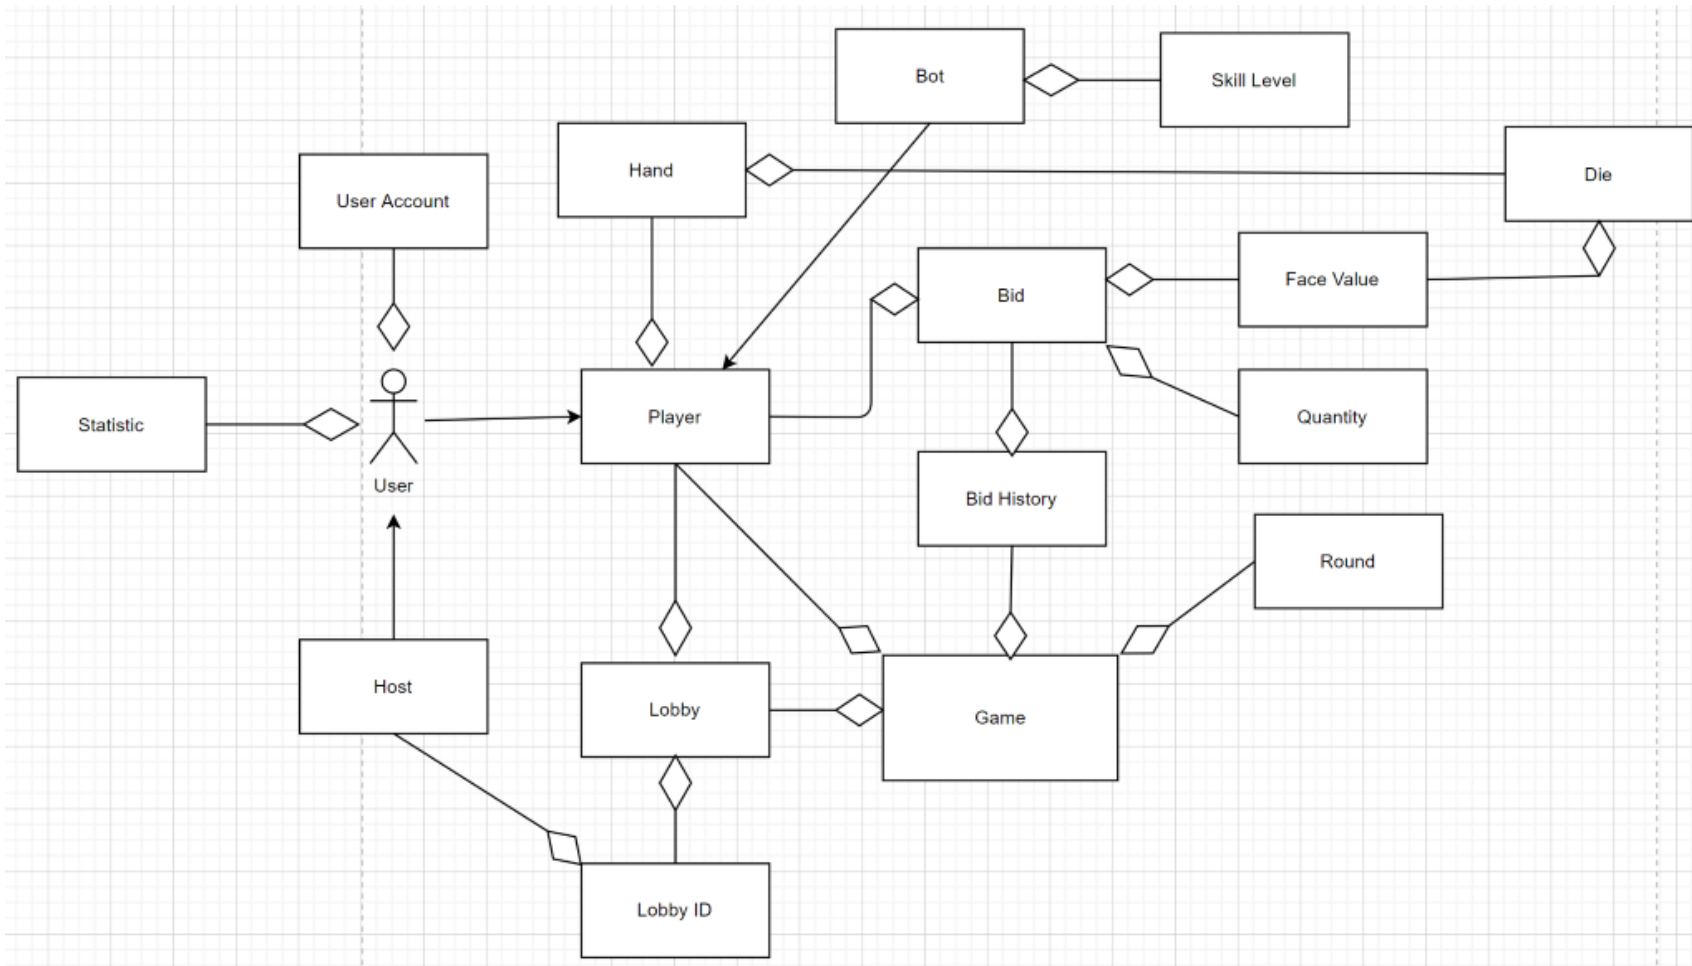 Bot
Skill Level
Hand
Die
User Account
Face Value
Bid
Statistic
Player
Quantity
User
Bid History
Round
Host
Lobby
Game
Lobby ID